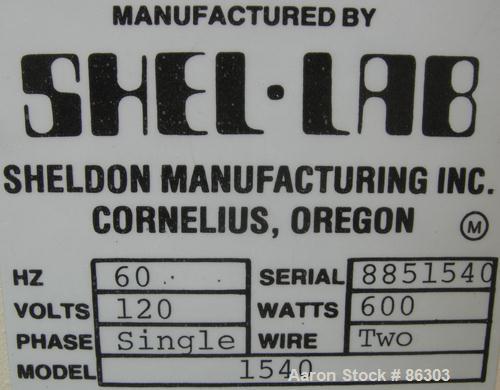 MANUFACTURED BY
SHEL·LAB
SHELDON MANUFACTURING INC.
CORNELIUS, OREGON M
HZ 60 SERIAL 8851540
VOLTS 120 WATTS 600
PHASE Single WIRE Two
MODEL 1540
Aaron Stock # 86303